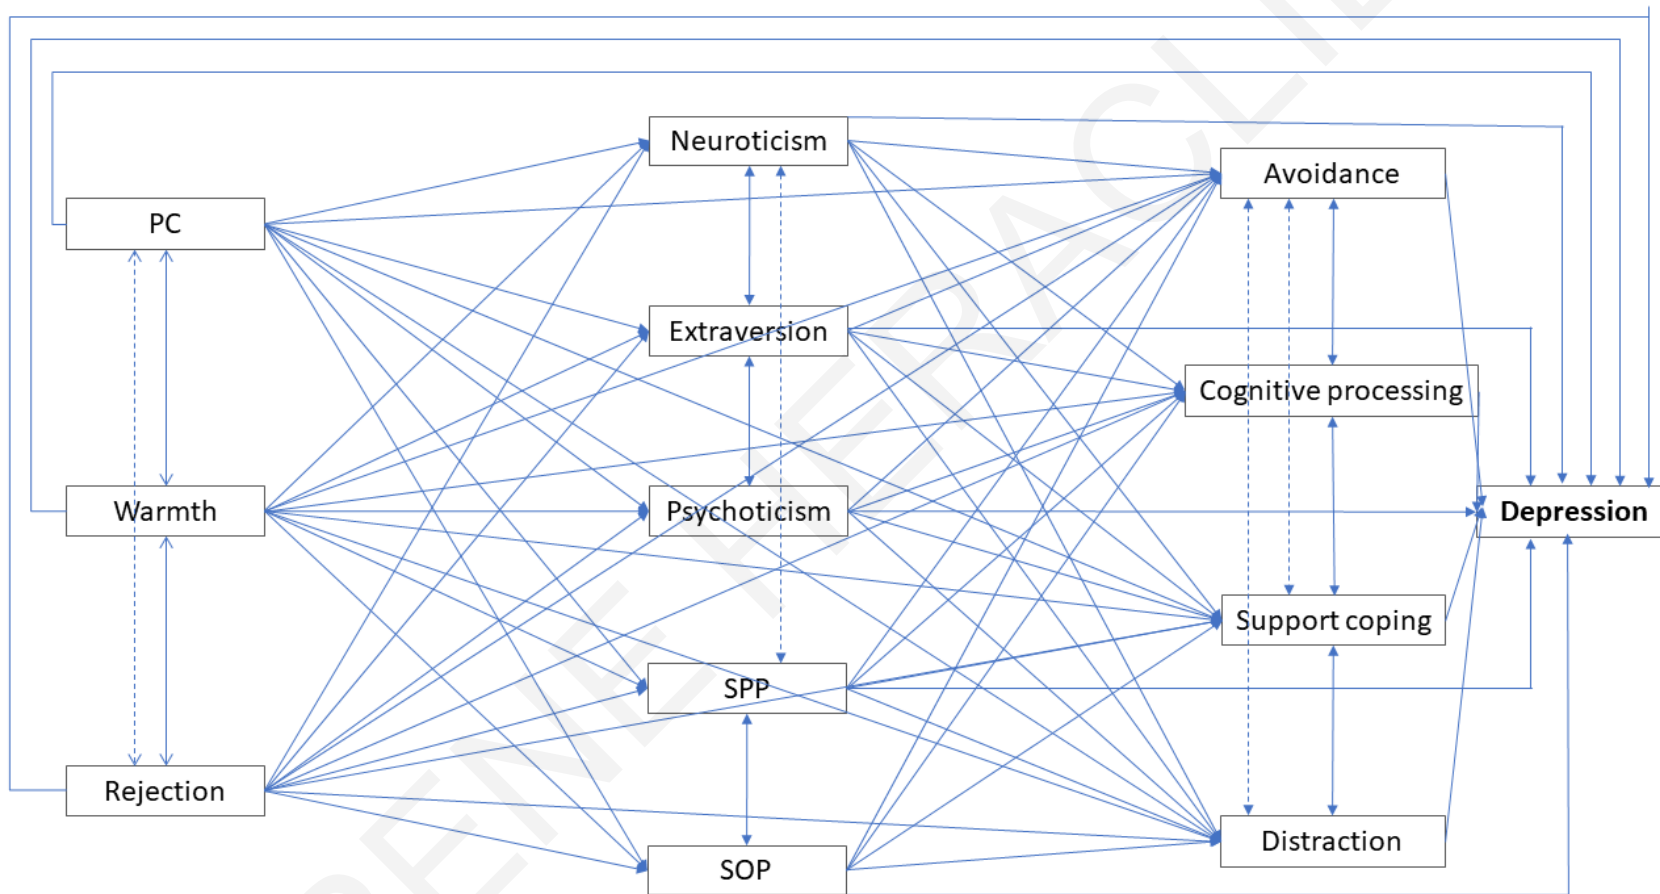 PC
Warmth
Rejection
Neuroticism
Extraversion
Psychoticism
SPP
SOP
Avoidance
Cognitive processing
Support coping
Distraction
Depression